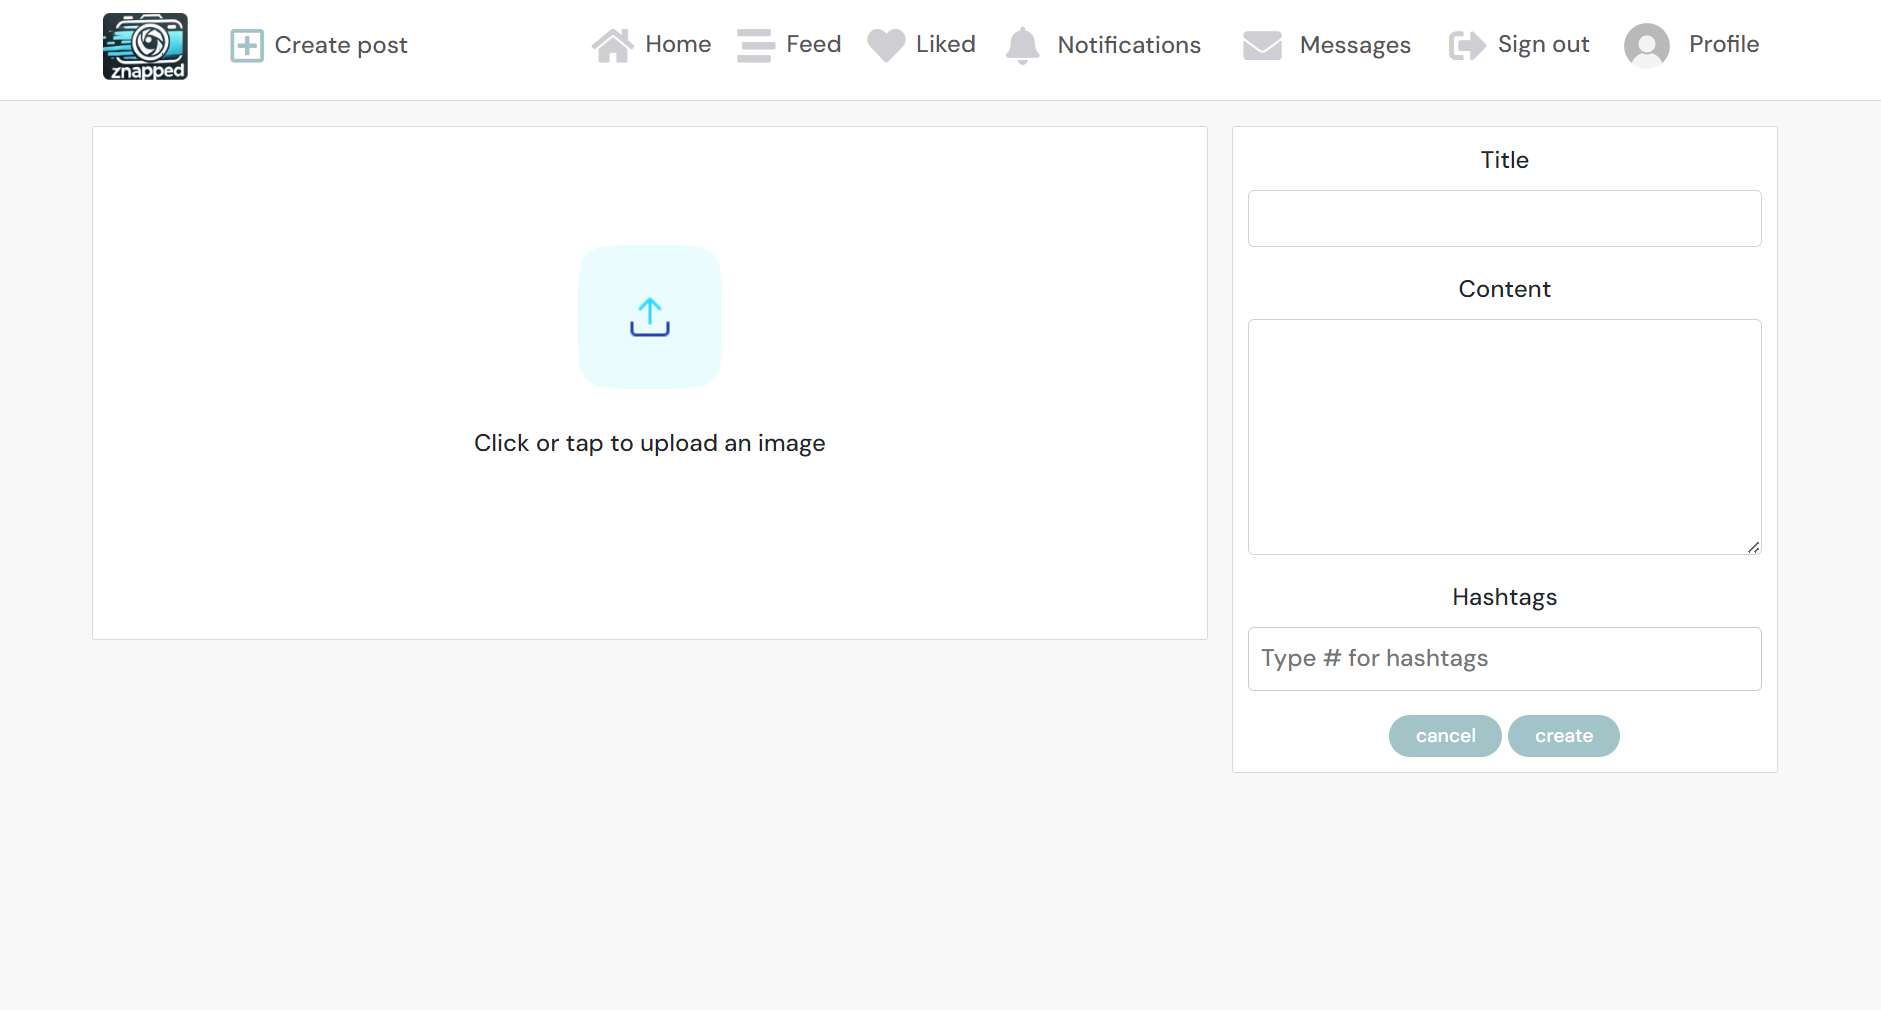 znapped
Create post
Home
Feed
Liked
Notifications
Messages
Sign out
Profile
Click or tap to upload an image
Title
Content
Hashtags
Type # for hashtags
cancel
create